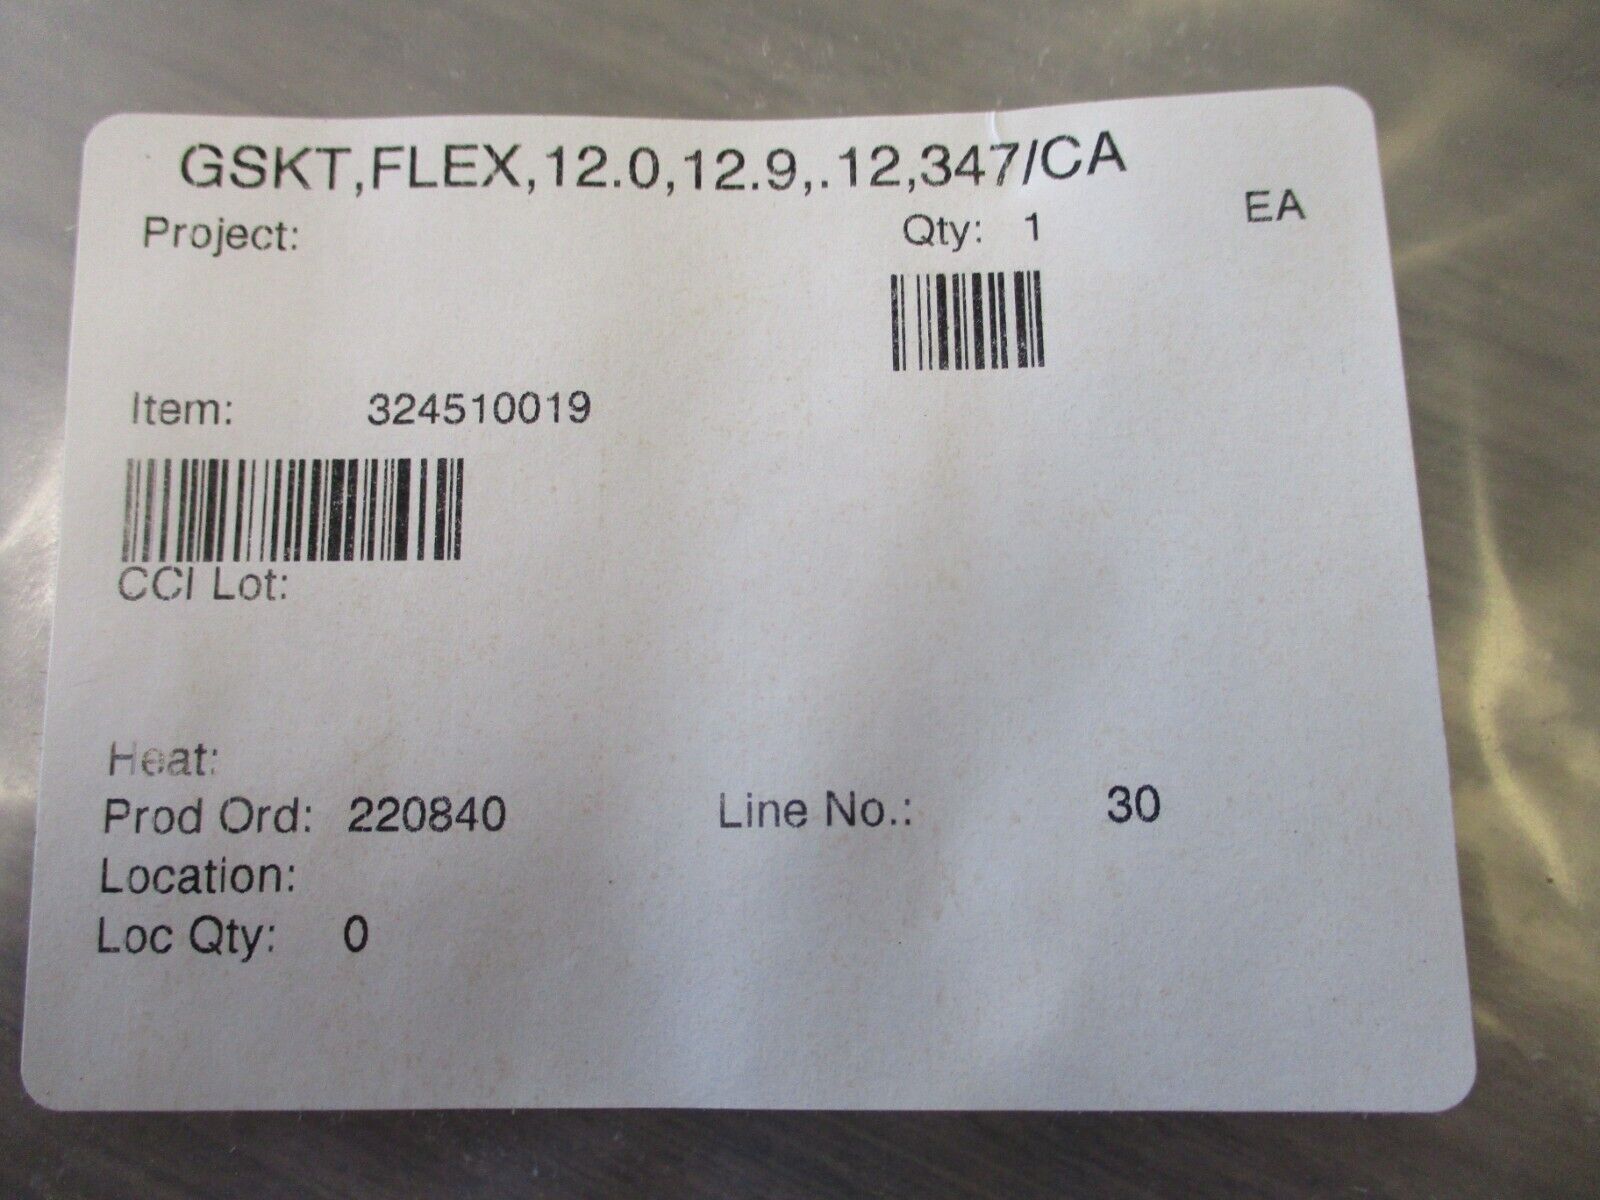 GSKT,FLEX,12.0,12.9,.12,347/CA
Project: Qty: 1 EA
Item: 324510019
CCI Lot:
Heat:
Prod Ord: 220840 Line No.: 30
Location:
Loc Qty: 0